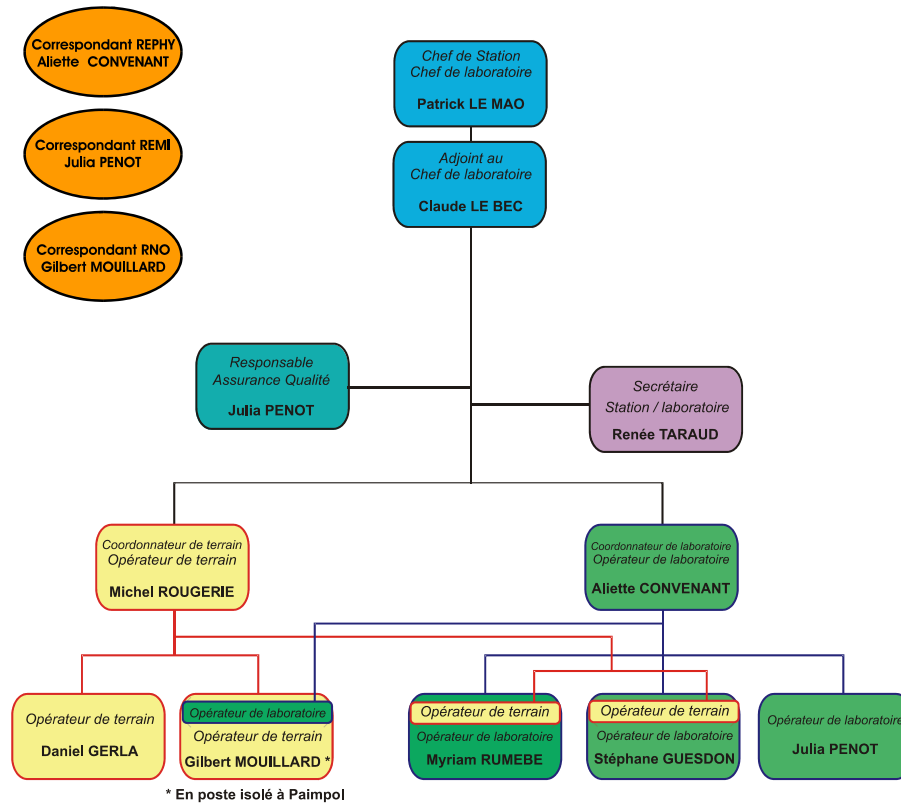 Correspondant REPHY
Aliette CONVENANT
Correspondant REMI
Julia PENOT
Correspondant RNO
Gilbert MOUILLARD
Chef de Station
Chef de laboratoire
Patrick LE MAO
Adjoint au
Chef de laboratoire
Claude LE BEC
Responsable
Assurance Qualité
Julia PENOT
Secrétaire
Station / laboratoire
Renée TARAUD
Coordonnateur de terrain
Opérateur de terrain
Michel ROUGERIE
Coordonnateur de laboratoire
Opérateur de laboratoire
Aliette CONVENANT
Opérateur de terrain
Daniel GERLA
Opérateur de laboratoire
Opérateur de terrain
Gilbert MOUILLARD *
Opérateur de terrain
Opérateur de laboratoire
Myriam RUMEBE
Opérateur de terrain
Opérateur de laboratoire
Stéphane GUESDON
Opérateur de laboratoire
Julia PENOT
* En poste isolé à Paimpol